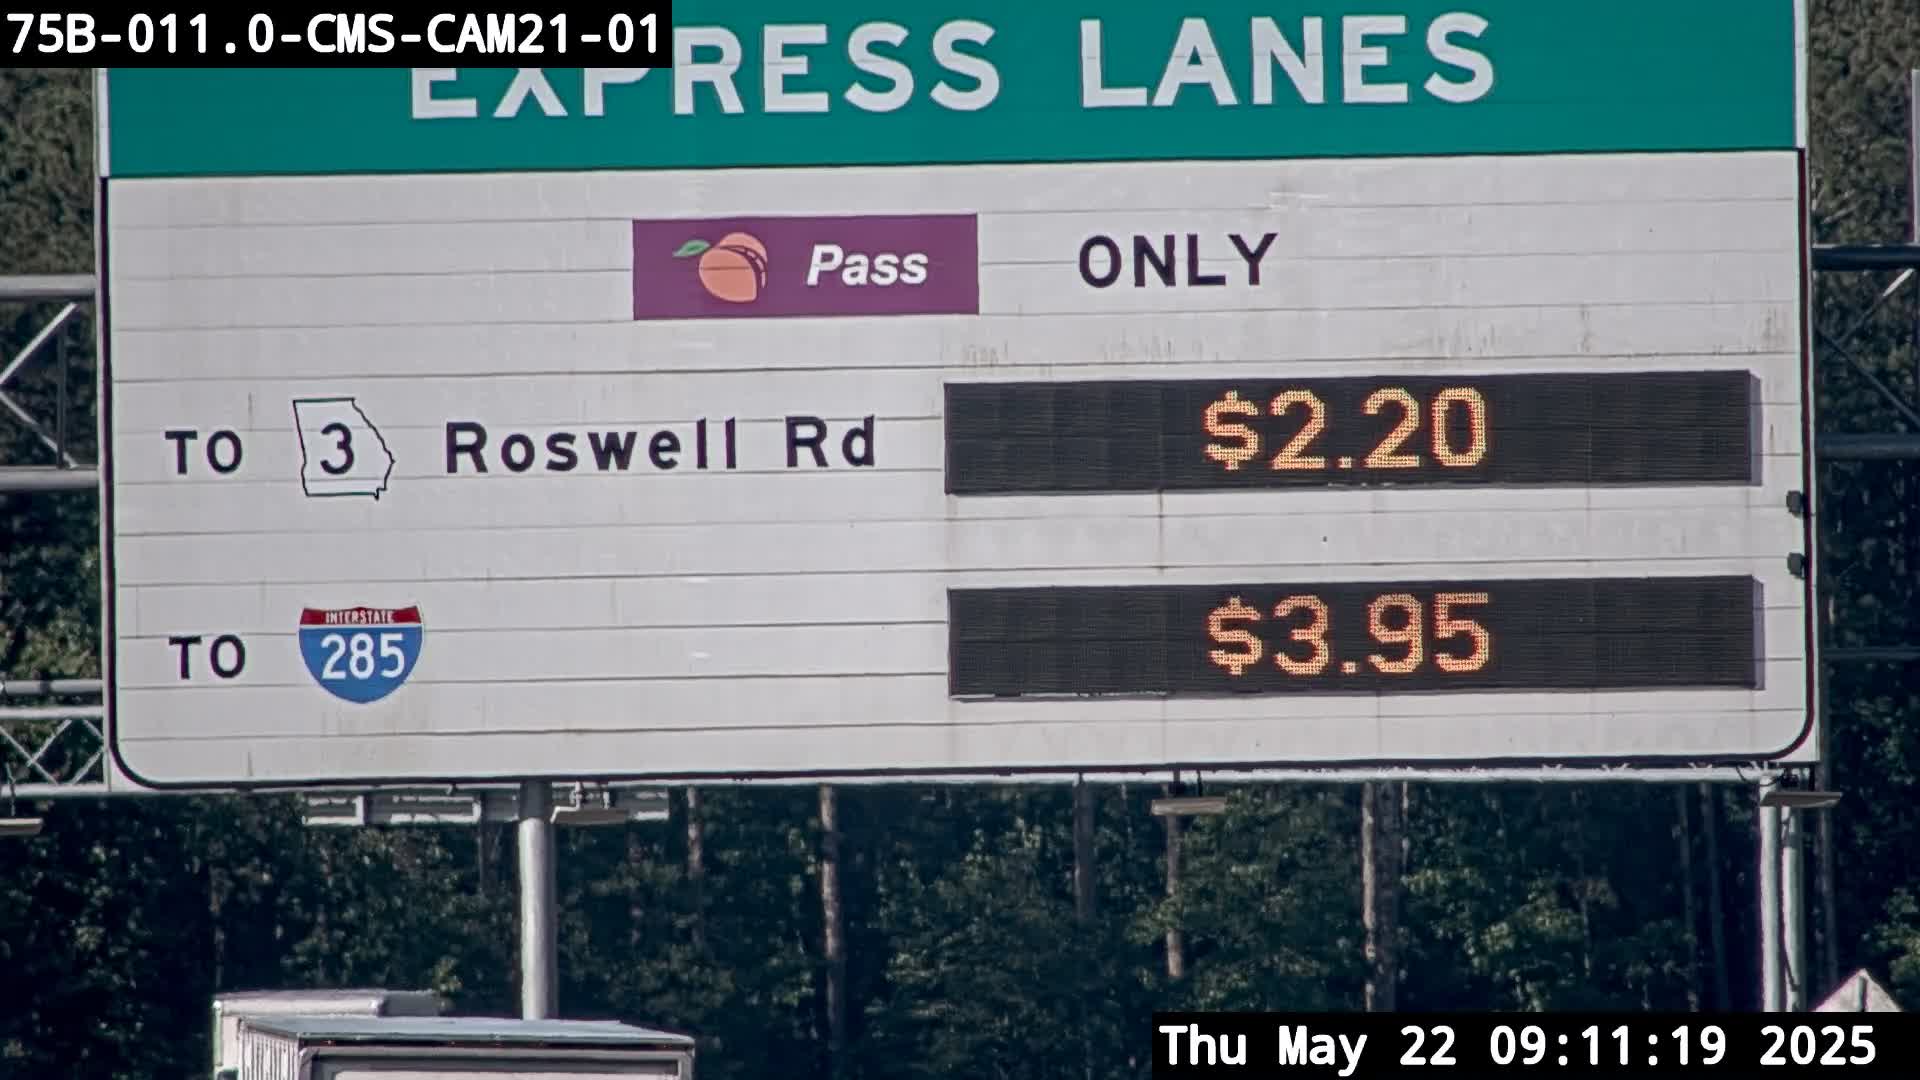 75B-011.0-CMS-CAM21-01
EXPRESS LANES
Pass ONLY
TO 3 Roswell Rd $2.20
TO INTERSTATE 285 $3.95
Thu May 22 09:11:19 2025